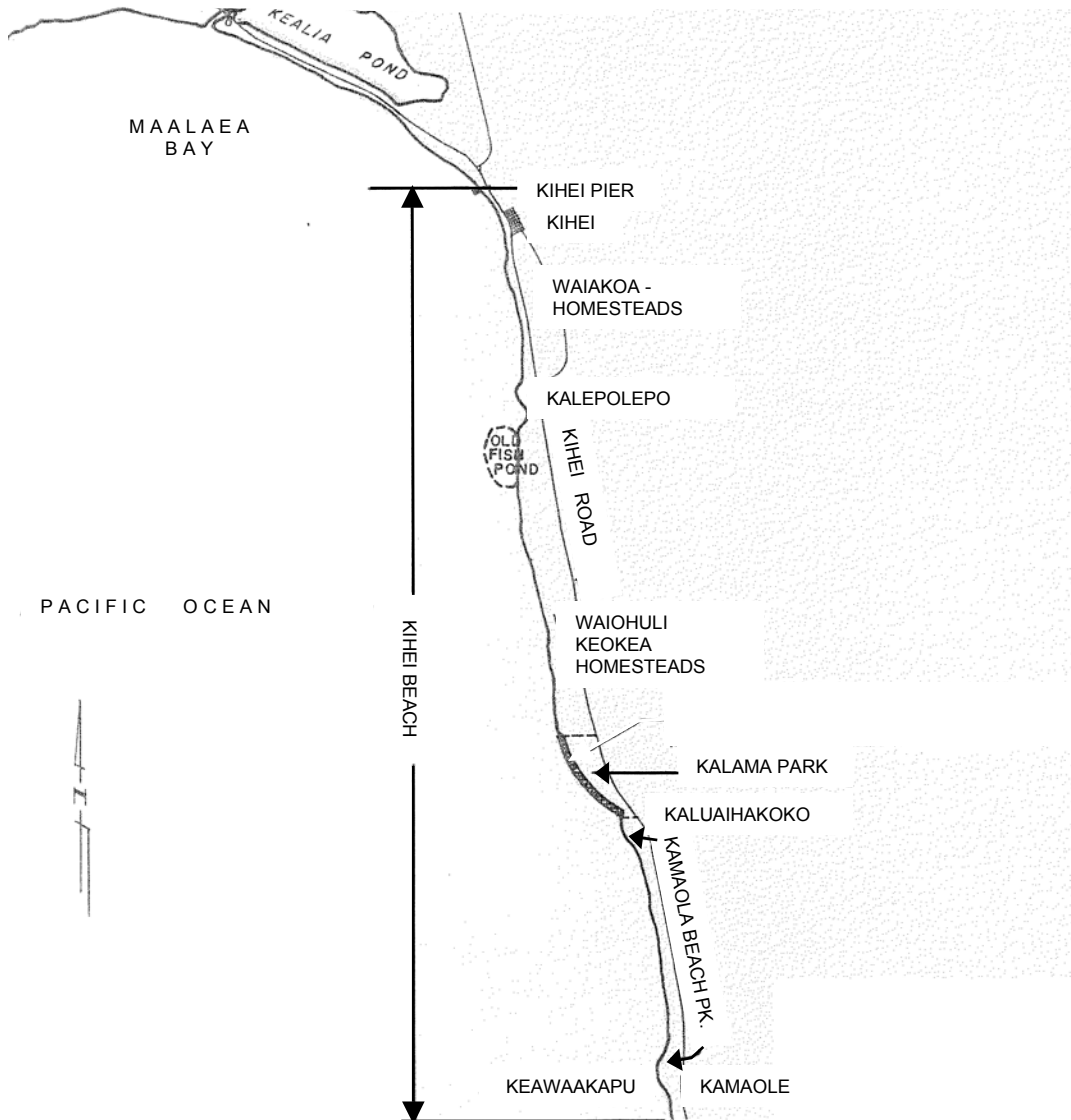 KEALIA
POND
MAALAEA
BAY
KIHEI PIER
KIHEI
WAIAKOA -
HOMESTEADS
KALEPOLEPO
OLD
FISH
POND
KIHEI ROAD
PACIFIC OCEAN
KIHEI BEACH
WAIOHULI
KEOKEA
HOMESTEADS
N
KALAMA PARK
KALUAIHAKOKO
KAMAOLA BEACH PK.
KEAWAAKAPU
KAMAOLE